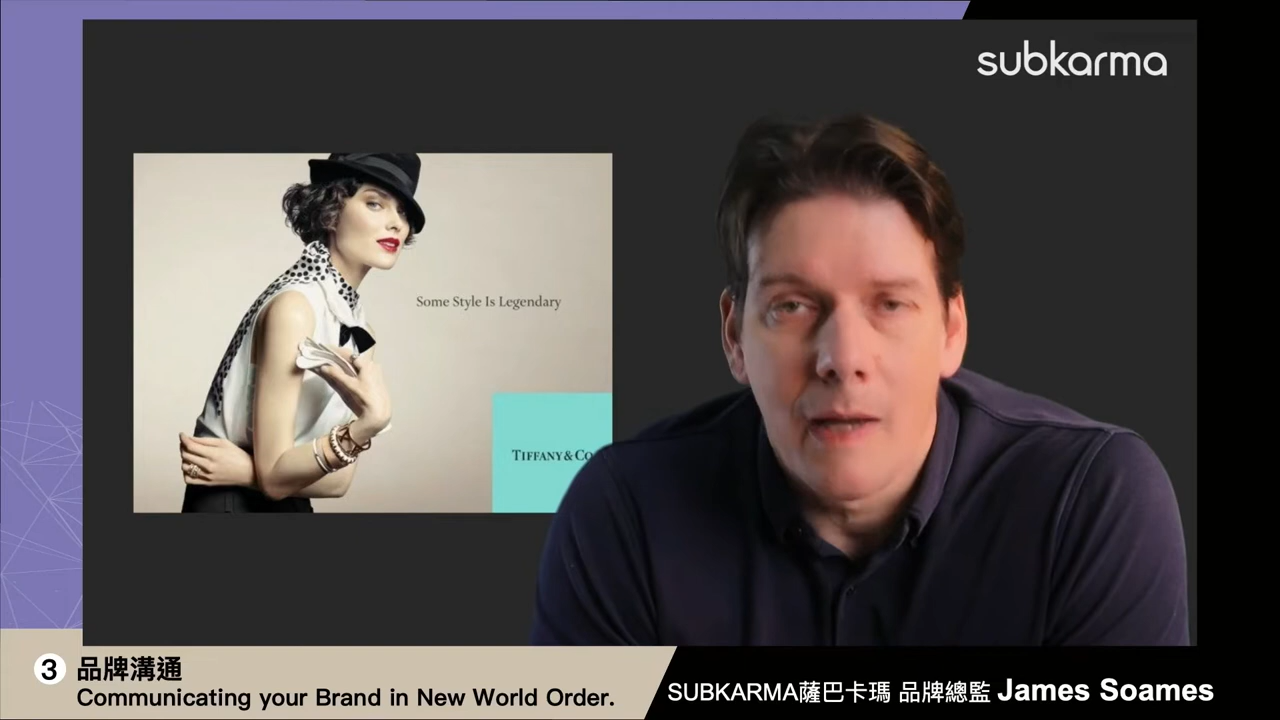 subkarma
Some Style Is Legendary
TIFFANY & CO
3 品牌溝通
Communicating your Brand in New World Order.
SUBKARMA薩巴卡瑪 品牌總監 James Soames